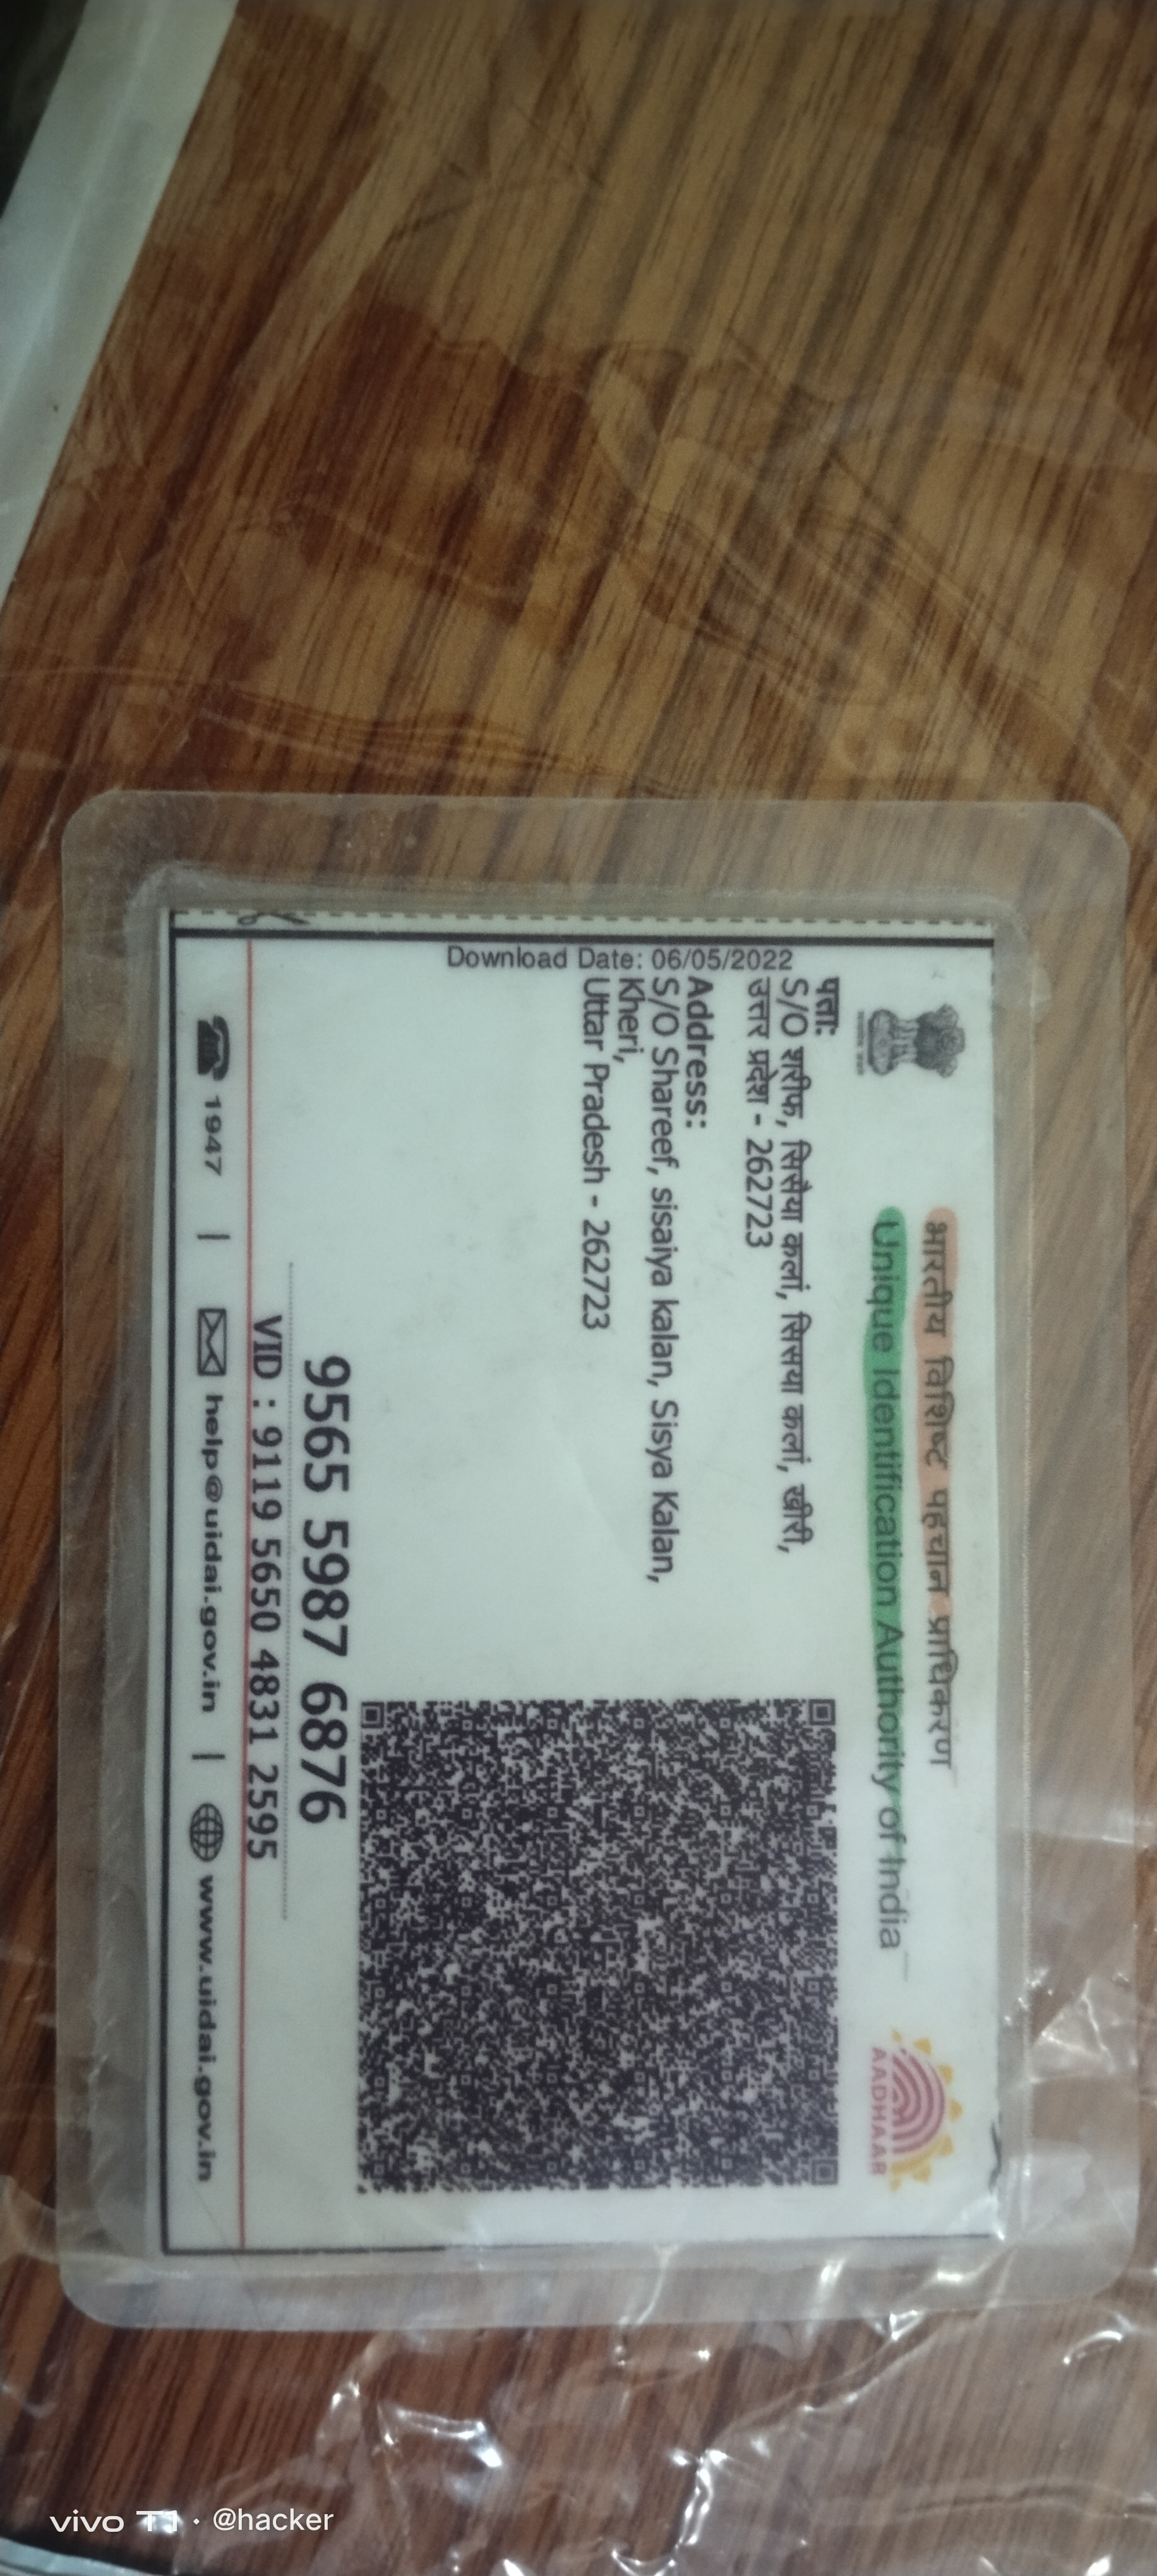 भारतीय विशिष्ट पहचान प्राधिकरण
Unique Identification Authority of India
AADHAAR
पता:
S/O शरीफ, सिसैया कलां, सिसया कलां, खीरी,
उत्तर प्रदेश - 262723
Address:
S/O Shareef, sisaiya kalan, Sisya Kalan,
Kheri,
Uttar Pradesh - 262723
Download Date: 06/05/2022
9565 5987 6876
VID : 9119 5650 4831 2595
1947 | help@uidai.gov.in | www.uidai.gov.in
vivo T1 · @hacker